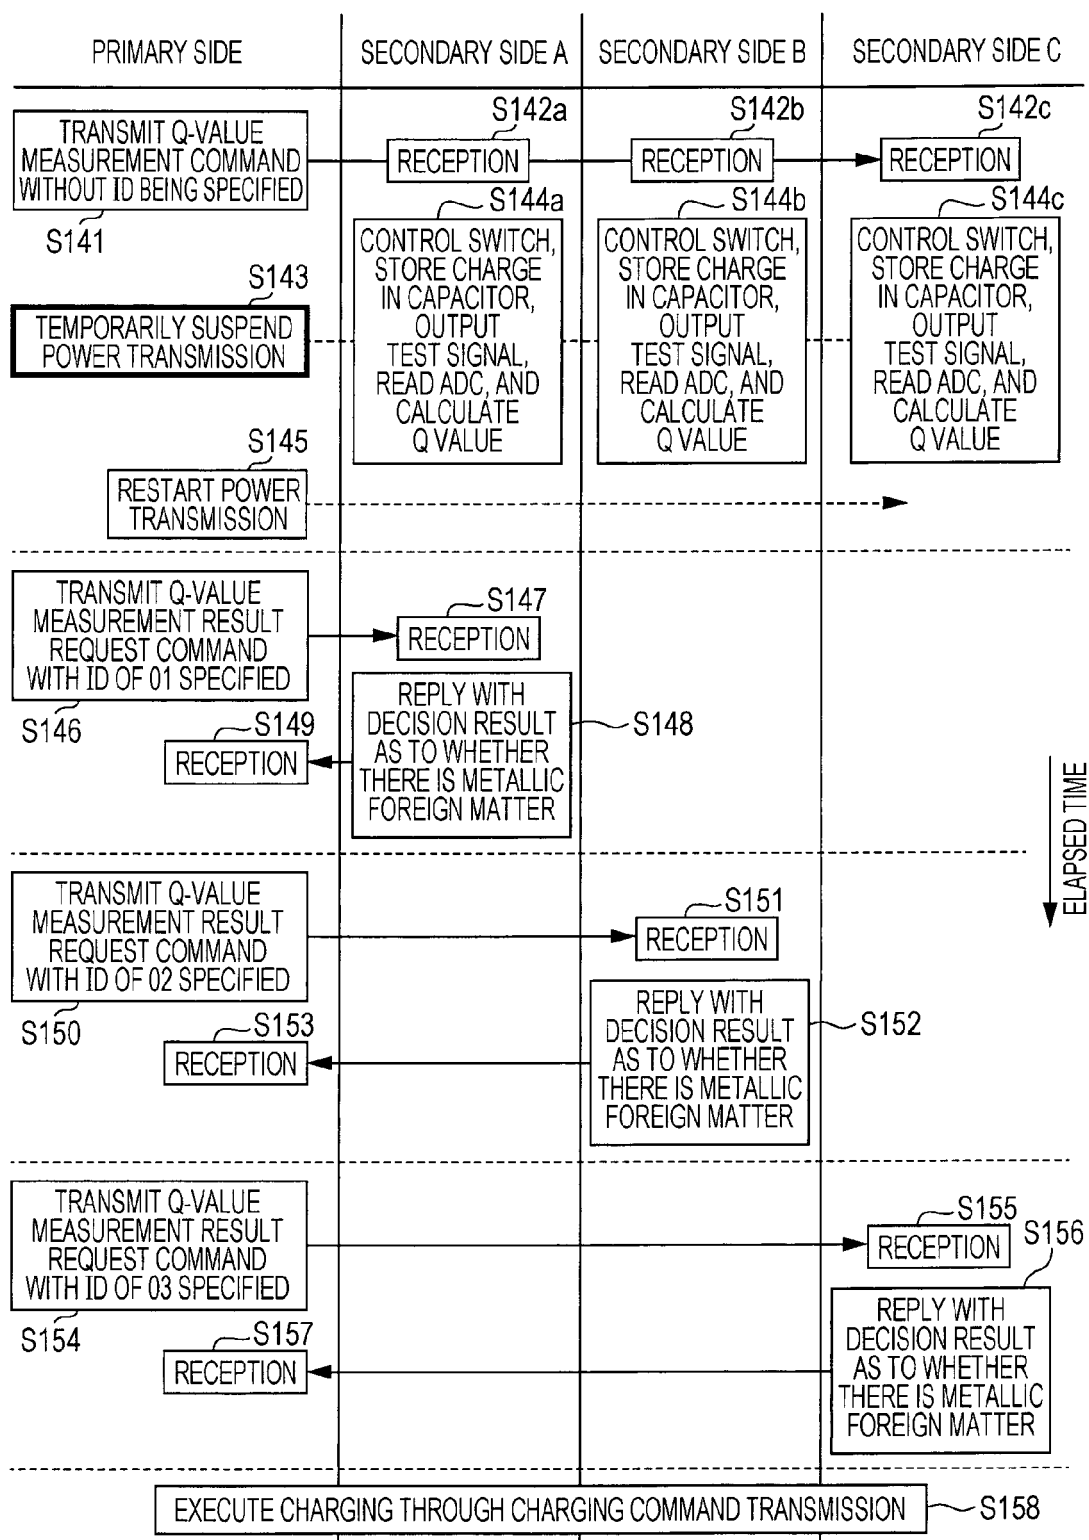 PRIMARY SIDE
SECONDARY SIDE A
SECONDARY SIDE B
SECONDARY SIDE C
TRANSMIT Q-VALUE
MEASUREMENT COMMAND
WITHOUT ID BEING SPECIFIED
S141
S142a
RECEPTION
S142b
RECEPTION
S142c
RECEPTION
S143
TEMPORARILY SUSPEND
POWER TRANSMISSION
S144a
CONTROL SWITCH,
STORE CHARGE
IN CAPACITOR,
OUTPUT
TEST SIGNAL,
READ ADC, AND
CALCULATE
Q VALUE
S144b
CONTROL SWITCH,
STORE CHARGE
IN CAPACITOR,
OUTPUT
TEST SIGNAL,
READ ADC, AND
CALCULATE
Q VALUE
S144c
CONTROL SWITCH,
STORE CHARGE
IN CAPACITOR,
OUTPUT
TEST SIGNAL,
READ ADC, AND
CALCULATE
Q VALUE
S145
RESTART POWER
TRANSMISSION
TRANSMIT Q-VALUE
MEASUREMENT RESULT
REQUEST COMMAND
WITH ID OF 01 SPECIFIED
S146
S147
RECEPTION
REPLY WITH
DECISION RESULT
AS TO WHETHER
THERE IS METALLIC
FOREIGN MATTER
S148
S149
RECEPTION
ELAPSED TIME
TRANSMIT Q-VALUE
MEASUREMENT RESULT
REQUEST COMMAND
WITH ID OF 02 SPECIFIED
S150
S151
RECEPTION
REPLY WITH
DECISION RESULT
AS TO WHETHER
THERE IS METALLIC
FOREIGN MATTER
S152
S153
RECEPTION
TRANSMIT Q-VALUE
MEASUREMENT RESULT
REQUEST COMMAND
WITH ID OF 03 SPECIFIED
S154
S155
RECEPTION
S156
REPLY WITH
DECISION RESULT
AS TO WHETHER
THERE IS METALLIC
FOREIGN MATTER
S157
RECEPTION
EXECUTE CHARGING THROUGH CHARGING COMMAND TRANSMISSION
S158